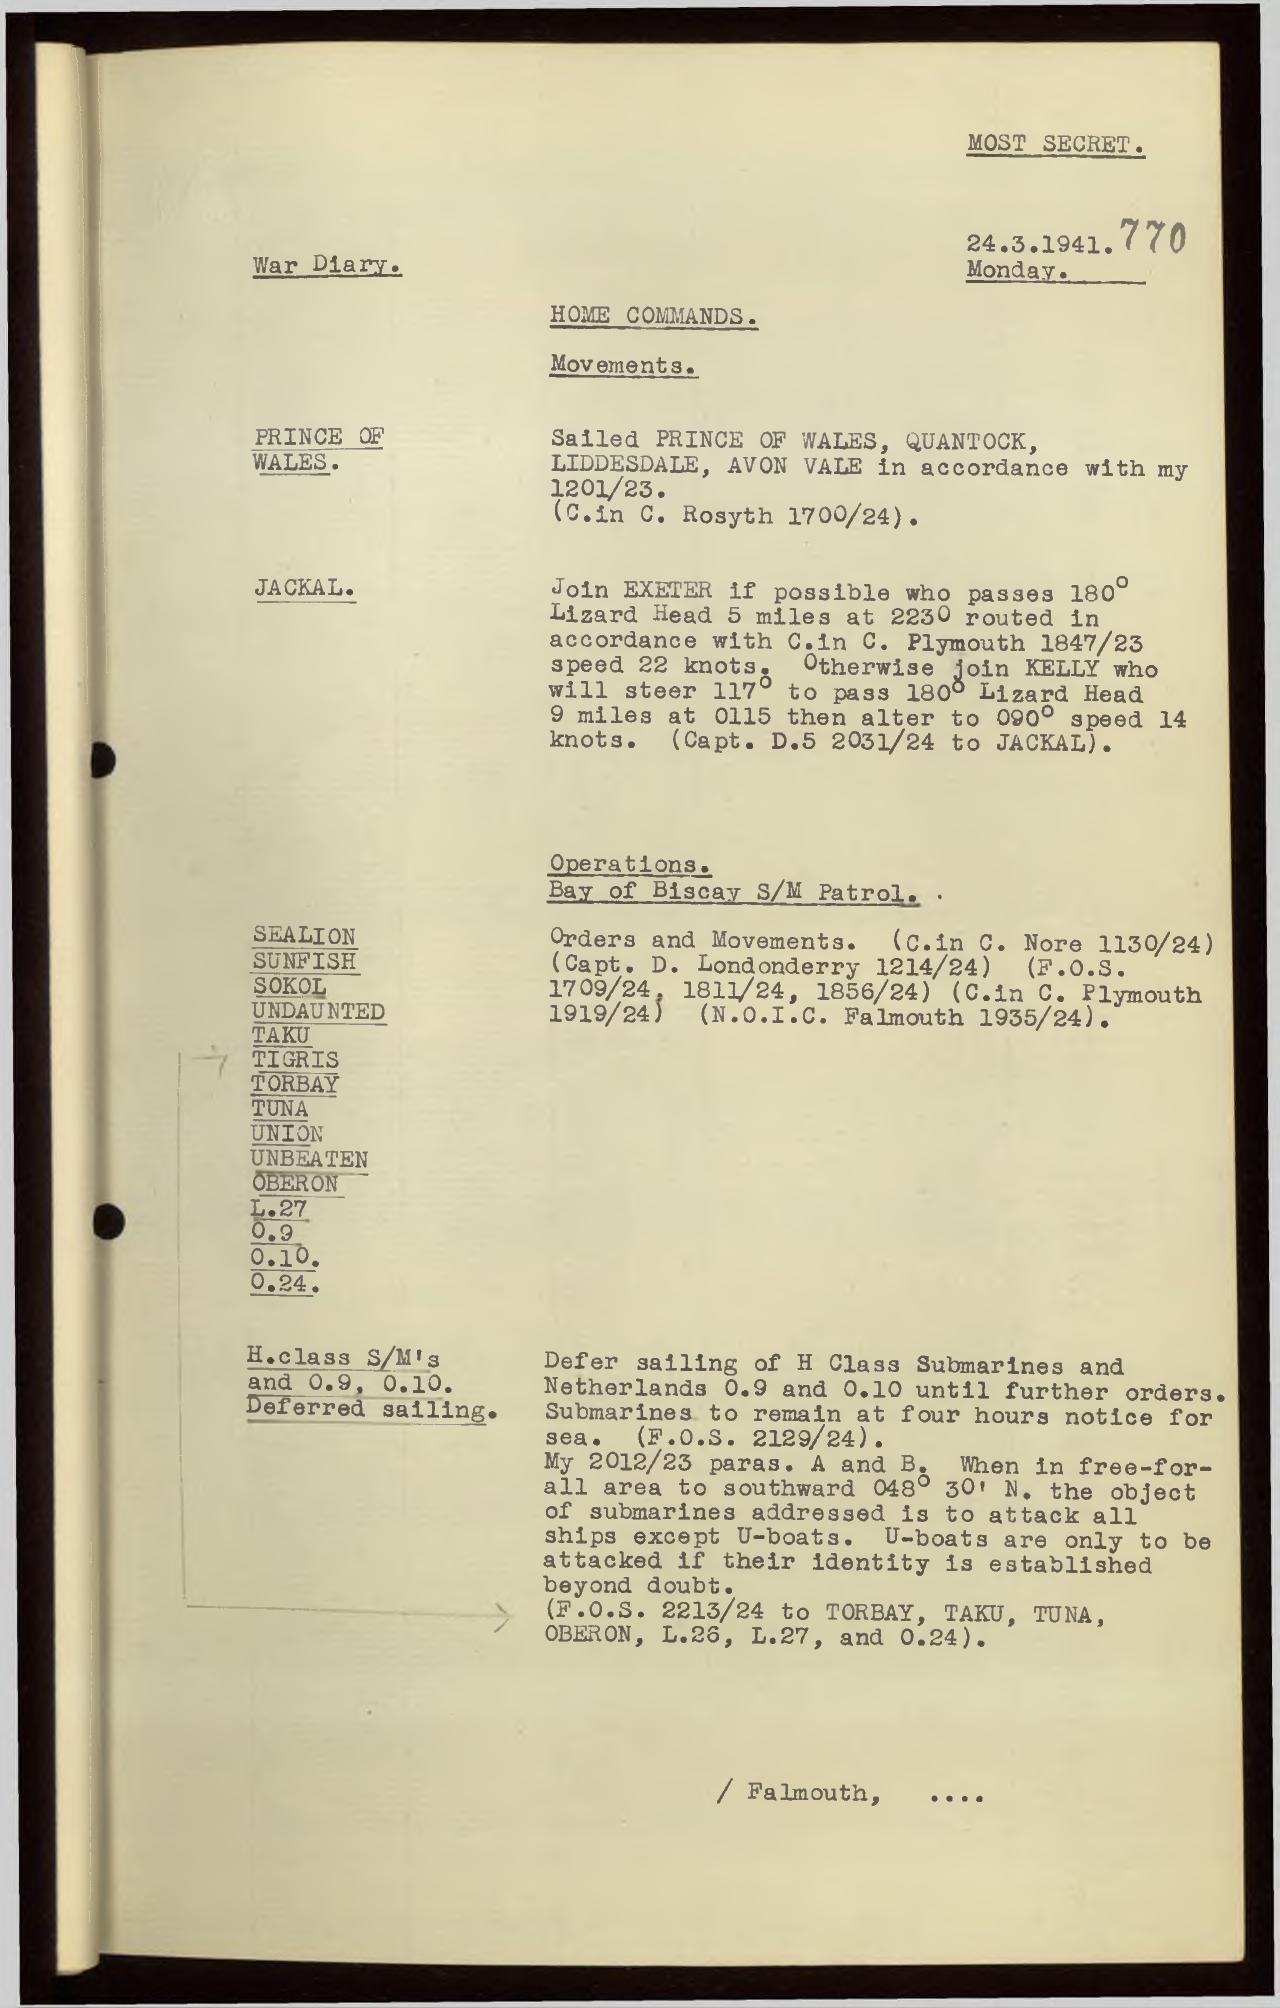 MOST SECRET.
24.3.1941. 770
War Diary.
Monday.
HOME COMMANDS.
Movements.
PRINCE OF
WALES.
Sailed PRINCE OF WALES, QUANTOCK,
LIDDESDALE, AVON VALE in accordance with my
1201/23.
(C.in C. Rosyth 1700/24).
JACKAL.
Join EXETER if possible who passes 180°
Lizard Head 5 miles at 2230 routed in
accordance with C.in C. Plymouth 1847/23
speed 22 knots. Otherwise join KELLY who
will steer 117° to pass 180° Lizard Head
9 miles at 0115 then alter to 090° speed 14
knots. (Capt. D.5 2031/24 to JACKAL).
Operations.
Bay of Biscay S/M Patrol.
SEALION
SUNFISH
SOKOL
UNDAUNTED
TAKU
TIGRIS
TORBAY
TUNA
UNION
UNBEATEN
OBERON
L.27
O.9
O.10.
O.24.
Orders and Movements. (C.in C. Nore 1130/24)
(Capt. D. Londonderry 1214/24) (F.O.S.
1709/24, 1811/24, 1856/24) (C.in C. Plymouth
1919/24) (N.O.I.C. Falmouth 1935/24).
H.class S/M's
and O.9, O.10.
Deferred sailing.
Defer sailing of H Class Submarines and
Netherlands O.9 and O.10 until further orders.
Submarines to remain at four hours notice for
sea. (F.O.S. 2129/24).
My 2012/23 paras. A and B. When in free-for-
all area to southward 048° 30' N. the object
of submarines addressed is to attack all
ships except U-boats. U-boats are only to be
attacked if their identity is established
beyond doubt.
(F.O.S. 2213/24 to TORBAY, TAKU, TUNA,
OBERON, L.26, L.27, and O.24).
/ Falmouth, ....